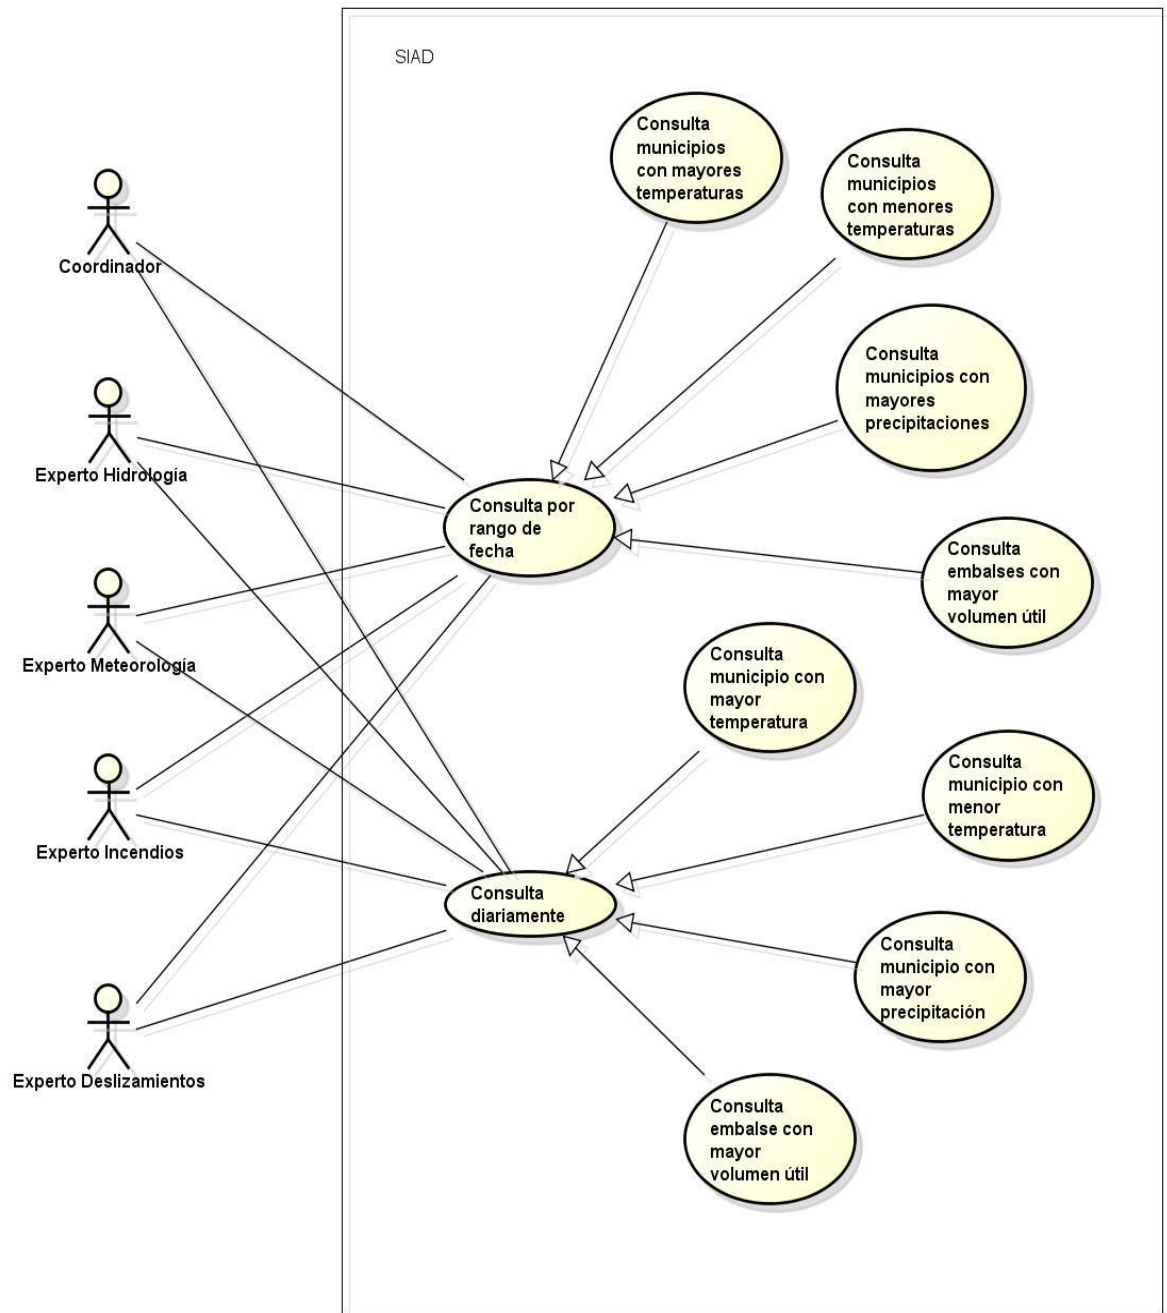 SIAD
Consulta
municipios
con mayores
temperaturas
Consulta
municipios
con menores
temperaturas
Coordinador
Consulta
municipios con
mayores
precipitaciones
Experto Hidrología
Consulta por
rango de
fecha
Consulta
embalses con
mayor
volumen útil
Experto Meteorología
Consulta
municipio con
mayor
temperatura
Consulta
municipio con
menor
temperatura
Experto Incendios
Consulta
diariamente
Consulta
municipio con
mayor
precipitación
Experto Deslizamientos
Consulta
embalse con
mayor
volumen útil